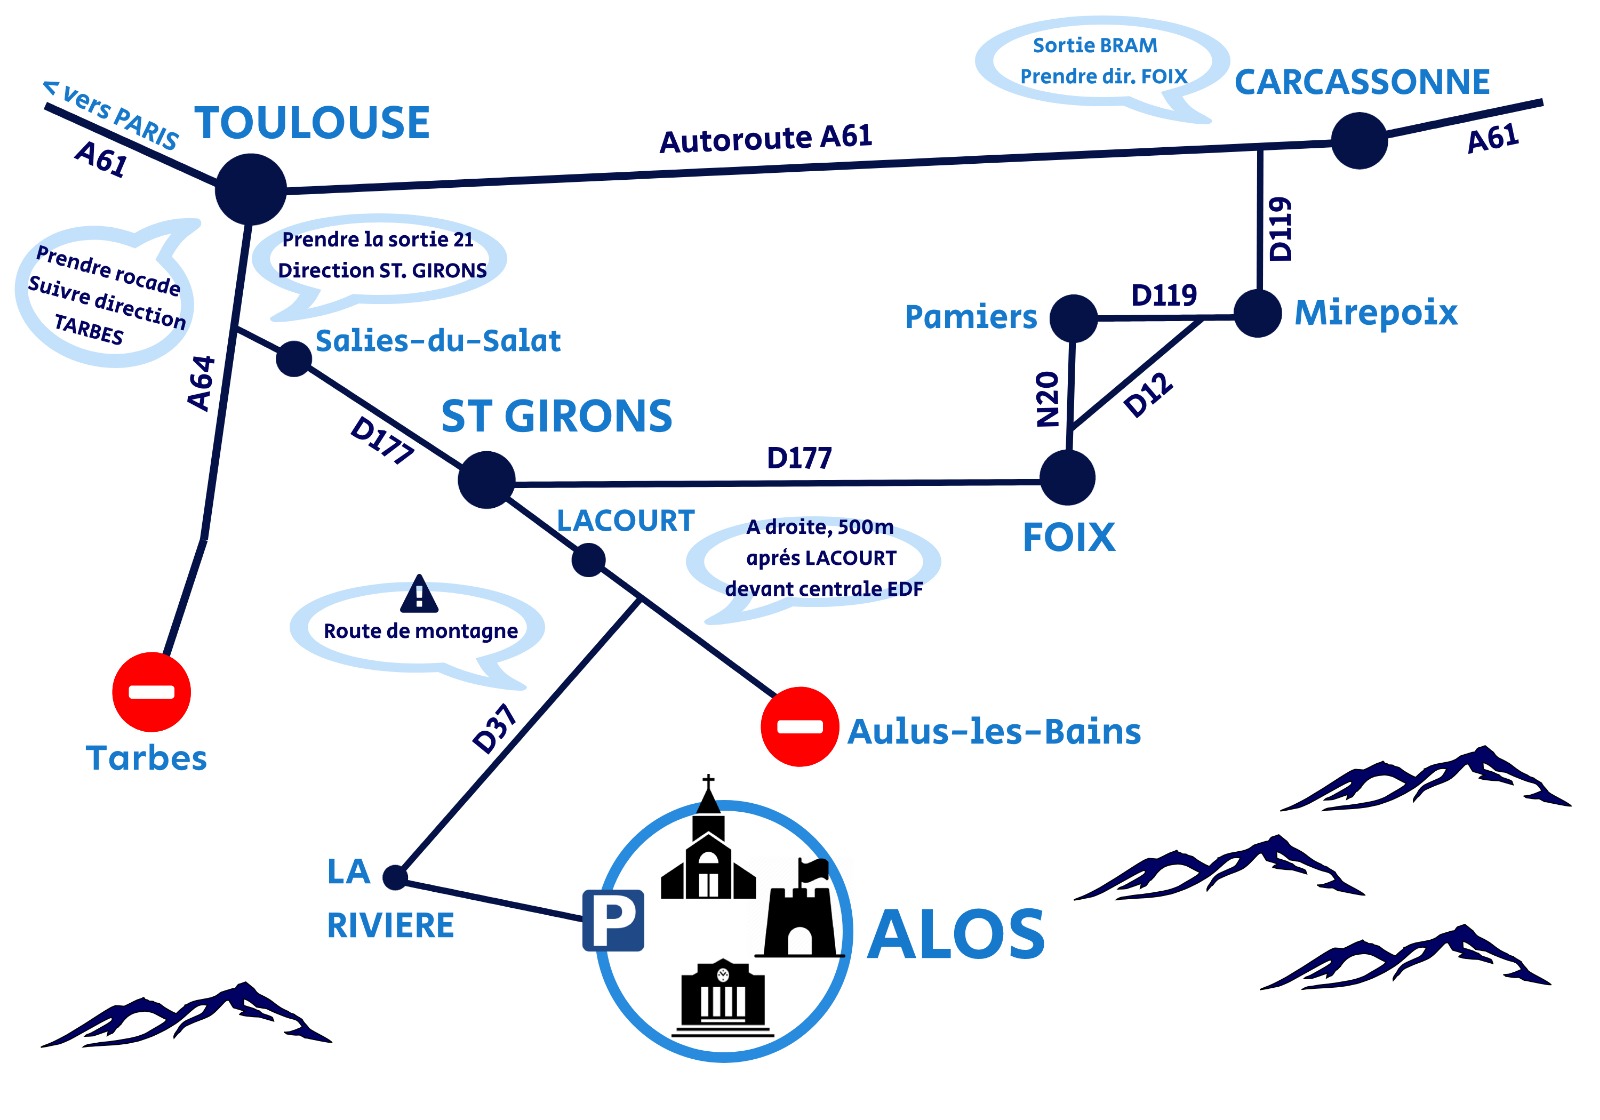 Sortie BRAM
Prendre dir. FOIX
CARCASSONNE
< vers PARIS
TOULOUSE
A61
Autoroute A61
A61
Prendre rocade
Suivre direction
TARBES
Prendre la sortie 21
Direction ST. GIRONS
D119
D119
Pamiers
Mirepoix
Salies-du-Salat
A64
N20
D12
ST GIRONS
D177
D177
LACOURT
A droite, 500m
aprés LACOURT
devant centrale EDF
FOIX
!
Route de montagne
D37
Tarbes
Aulus-les-Bains
LA
RIVIERE
P
ALOS